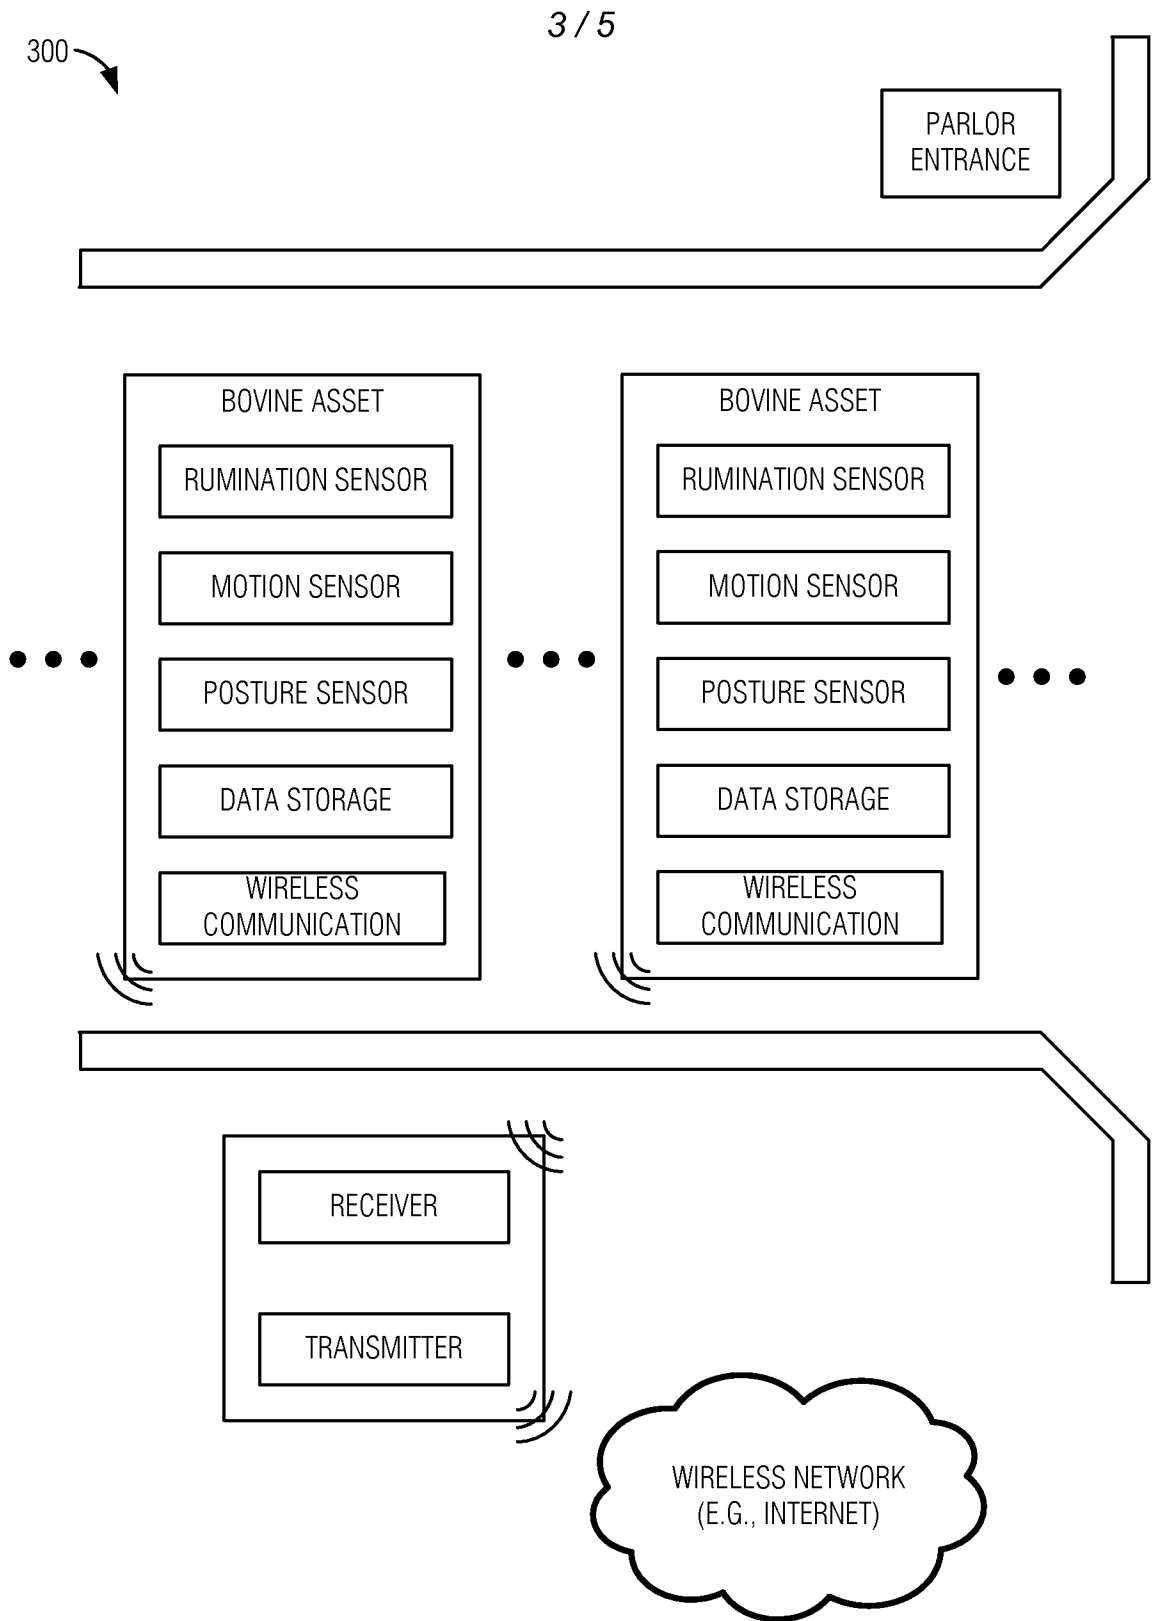 3 / 5
300
PARLOR
ENTRANCE
BOVINE ASSET
RUMINATION SENSOR
MOTION SENSOR
POSTURE SENSOR
DATA STORAGE
WIRELESS
COMMUNICATION
BOVINE ASSET
RUMINATION SENSOR
MOTION SENSOR
POSTURE SENSOR
DATA STORAGE
WIRELESS
COMMUNICATION
RECEIVER
TRANSMITTER
WIRELESS NETWORK
(E.G., INTERNET)